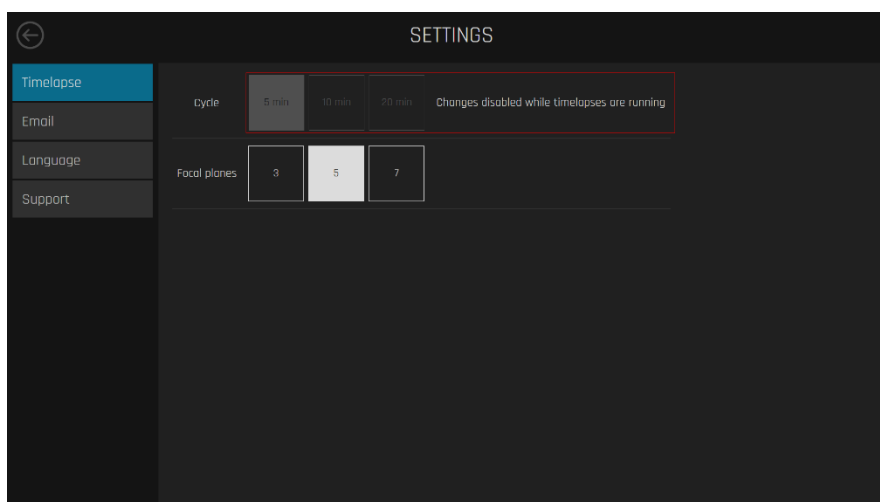 SETTINGS
Timelapse
Email
Language
Support
Cycle 5 min 10 min 20 min Changes disabled while timelapses are running
Focal planes 3 5 7